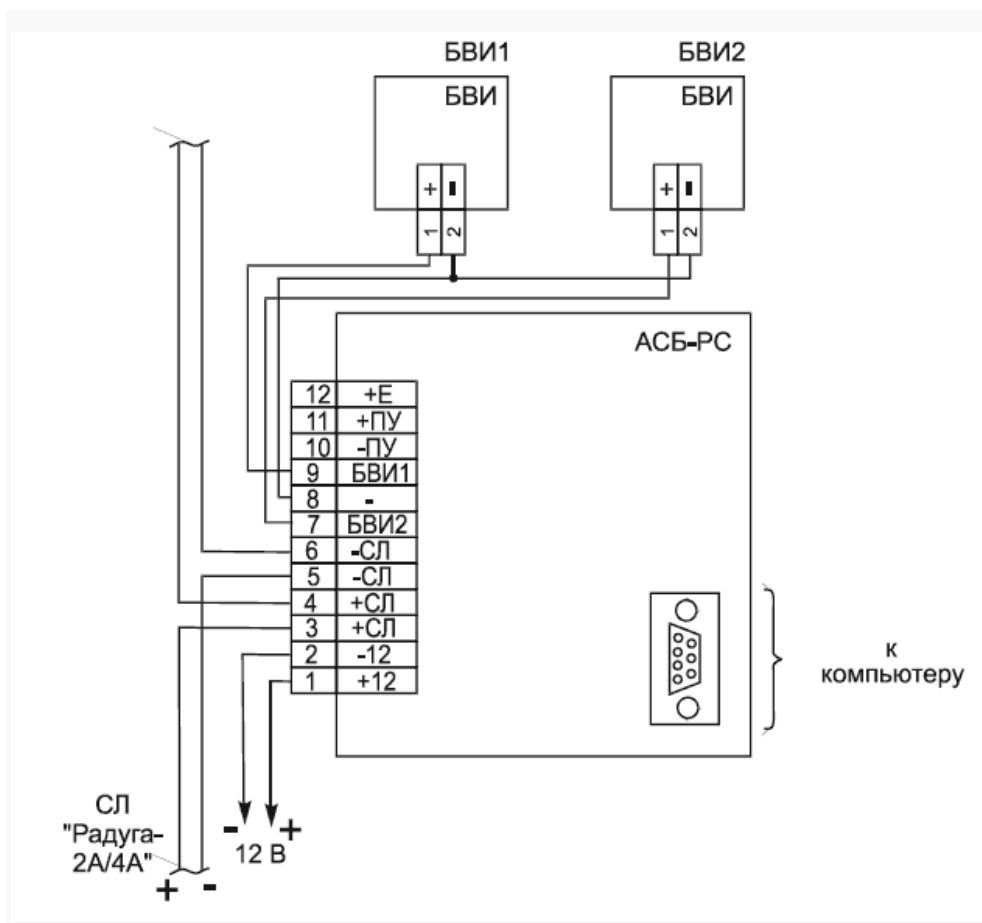 БВИ1
БВИ2
БВИ
БВИ
+ -
+ -
1 2
1 2
АСБ-РС
12 +Е
11 +ПУ
10 -ПУ
9 БВИ1
8 -
7 БВИ2
6 -СЛ
5 -СЛ
4 +СЛ
3 +СЛ
2 -12
1 +12
к
компьютеру
СЛ
"Радуга-
2А/4А"
+ -
- +
12 В